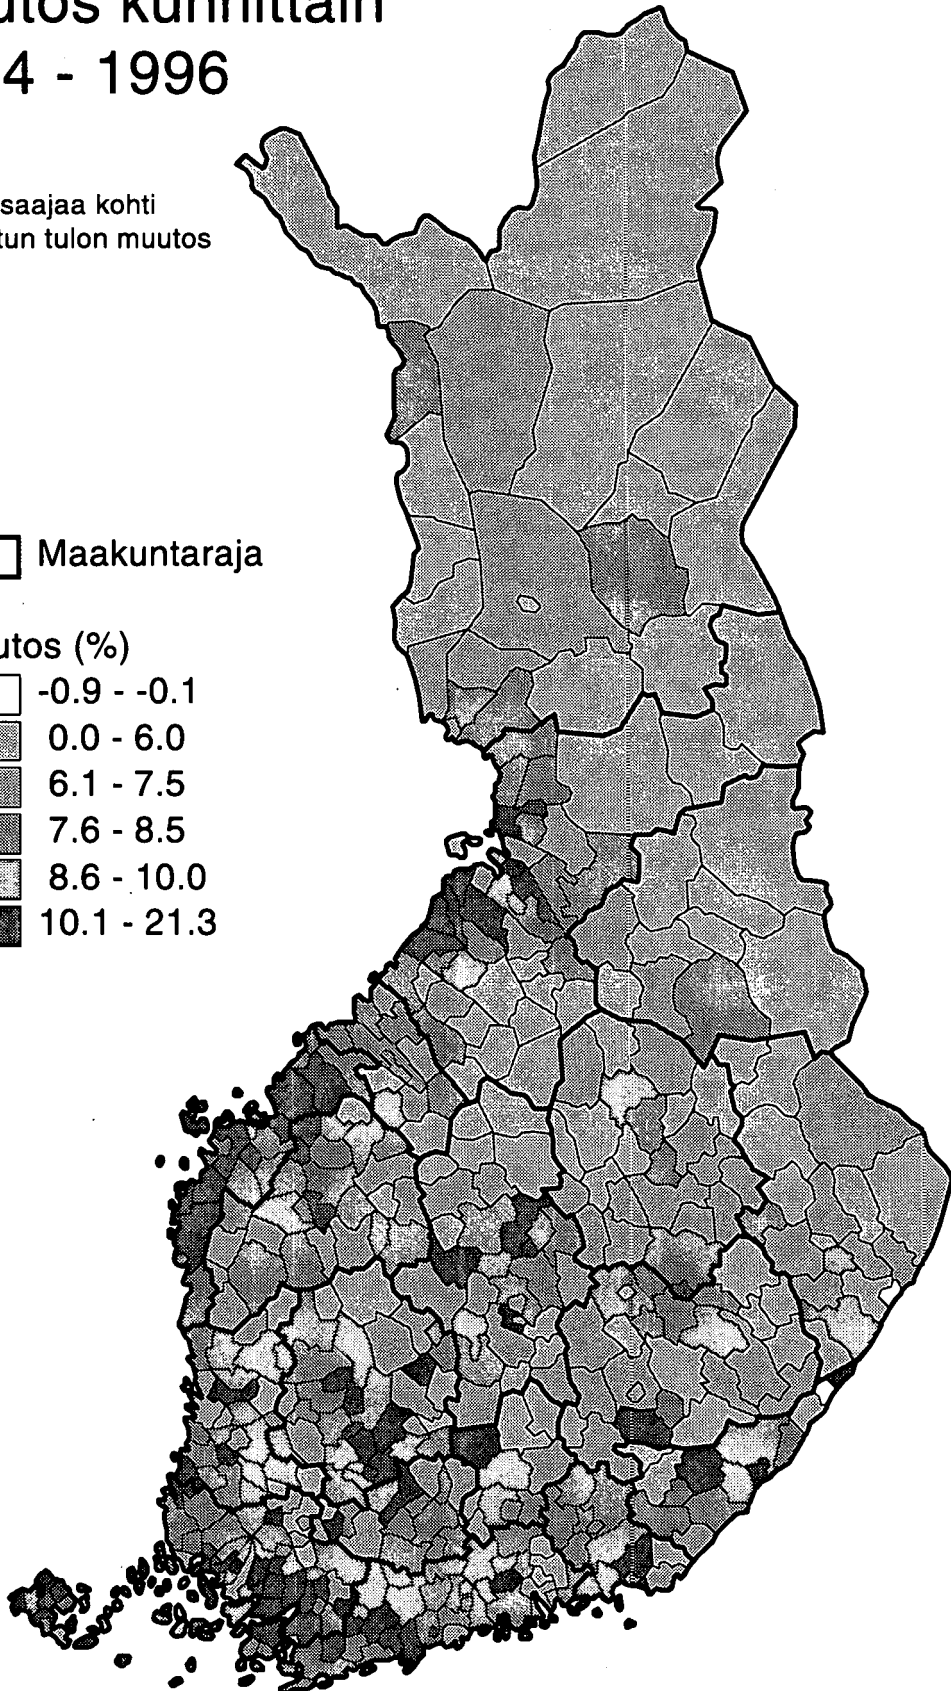 utos kunnittain
4 - 1996
saajaa kohti
tun tulon muutos
Maakuntaraja
utos (%)
-0.9 - -0.1
0.0 - 6.0
6.1 - 7.5
7.6 - 8.5
8.6 - 10.0
10.1 - 21.3